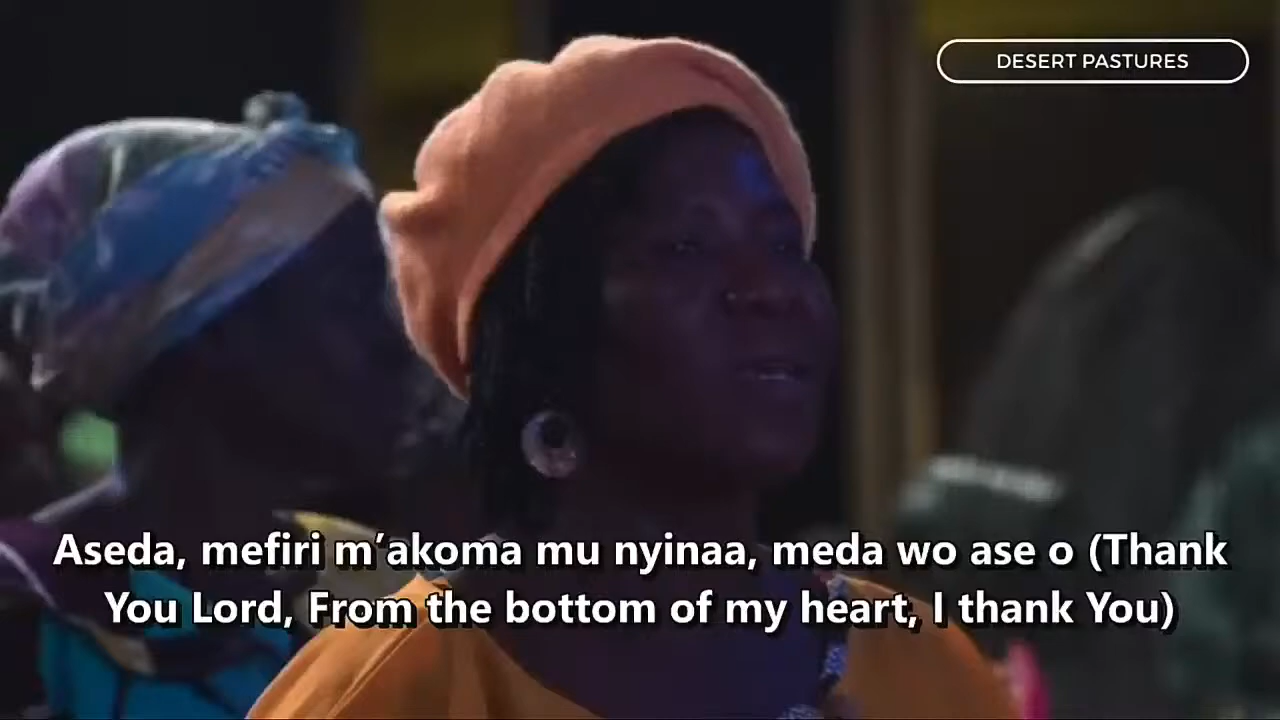 DESERT PASTURES
Aseda, mefiri m’akoma mu nyinaa, meda wo ase o (Thank
You Lord, From the bottom of my heart, I thank You)